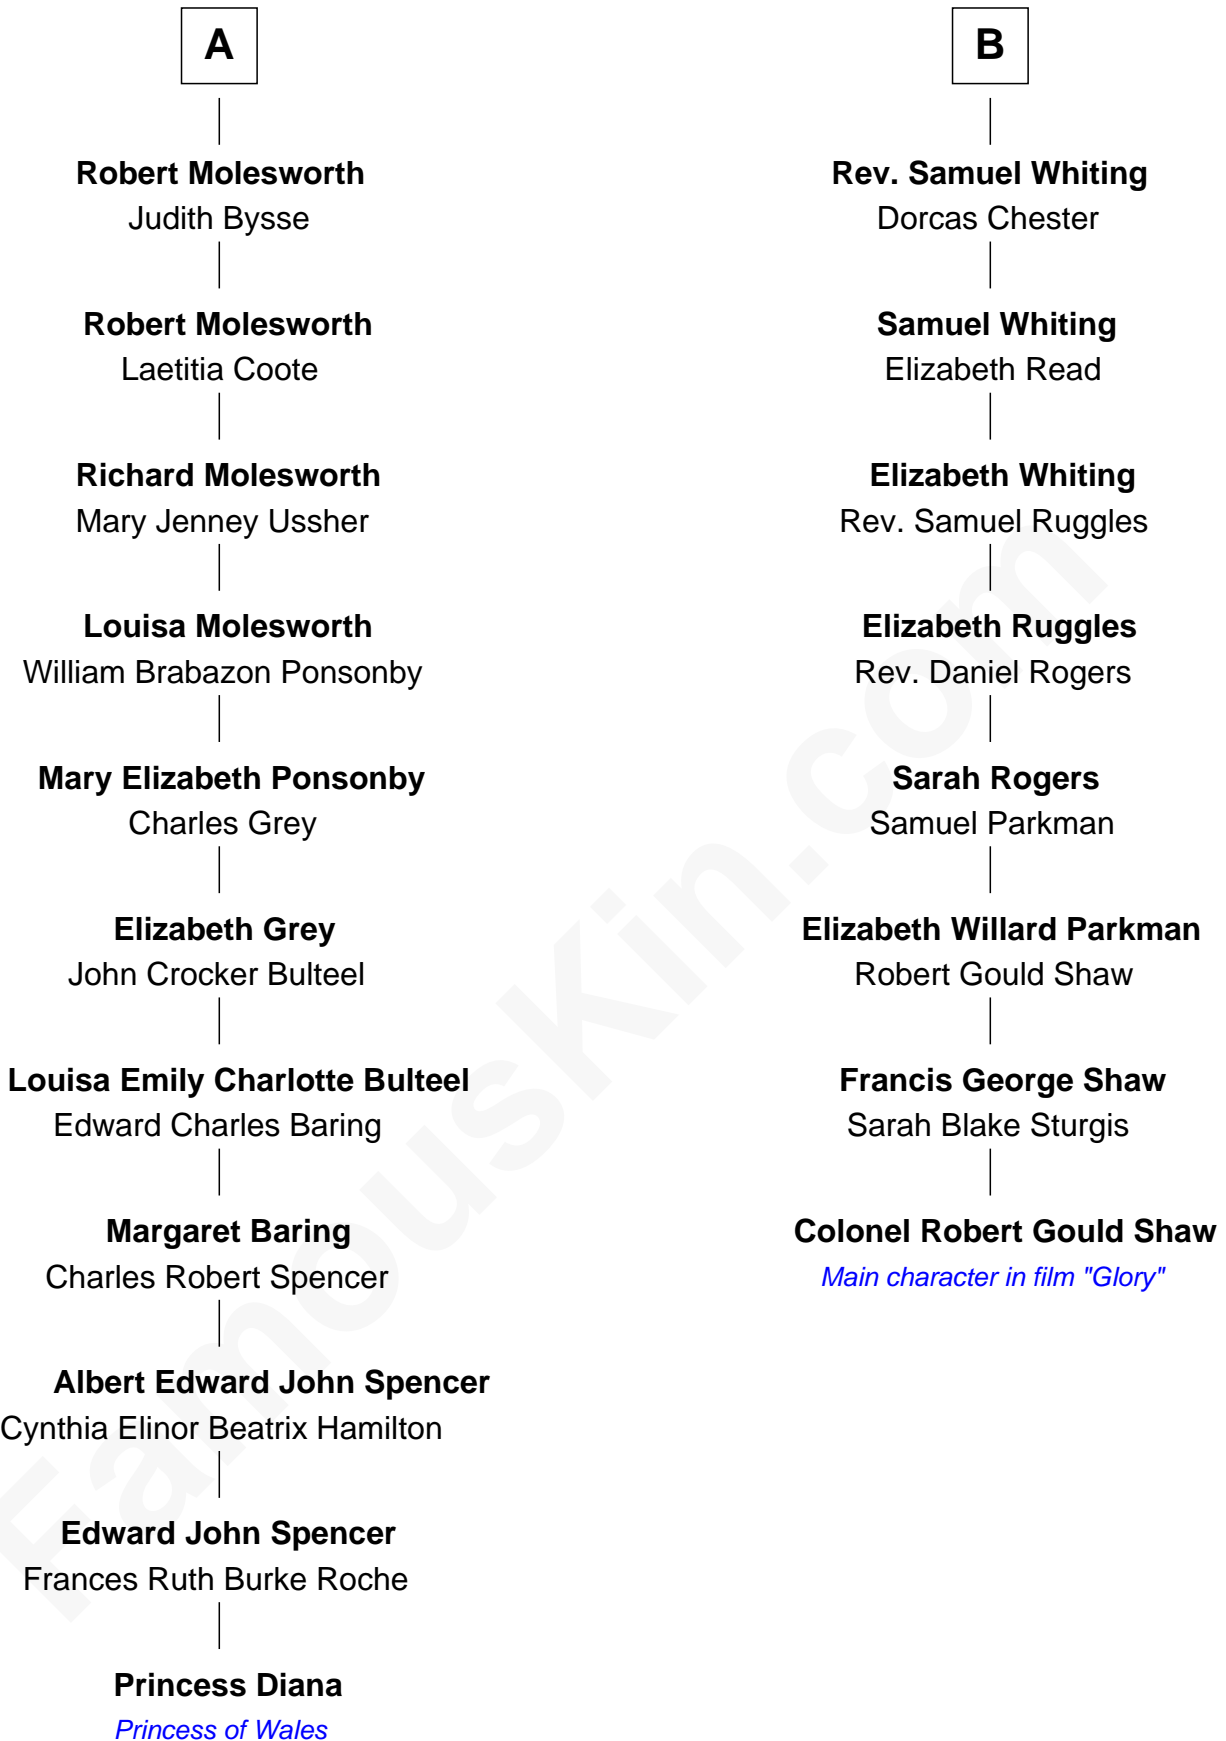 A
Robert Molesworth
Judith Bysse
Robert Molesworth
Laetitia Coote
Richard Molesworth
Mary Jenney Ussher
Louisa Molesworth
William Brabazon Ponsonby
Mary Elizabeth Ponsonby
Charles Grey
Elizabeth Grey
John Crocker Bulteel
Louisa Emily Charlotte Bulteel
Edward Charles Baring
Margaret Baring
Charles Robert Spencer
Albert Edward John Spencer
Cynthia Elinor Beatrix Hamilton
Edward John Spencer
Frances Ruth Burke Roche
Princess Diana
Princess of Wales
B
Rev. Samuel Whiting
Dorcas Chester
Samuel Whiting
Elizabeth Read
Elizabeth Whiting
Rev. Samuel Ruggles
Elizabeth Ruggles
Rev. Daniel Rogers
Sarah Rogers
Samuel Parkman
Elizabeth Willard Parkman
Robert Gould Shaw
Francis George Shaw
Sarah Blake Sturgis
Colonel Robert Gould Shaw
Main character in film "Glory"
FamousKin.com